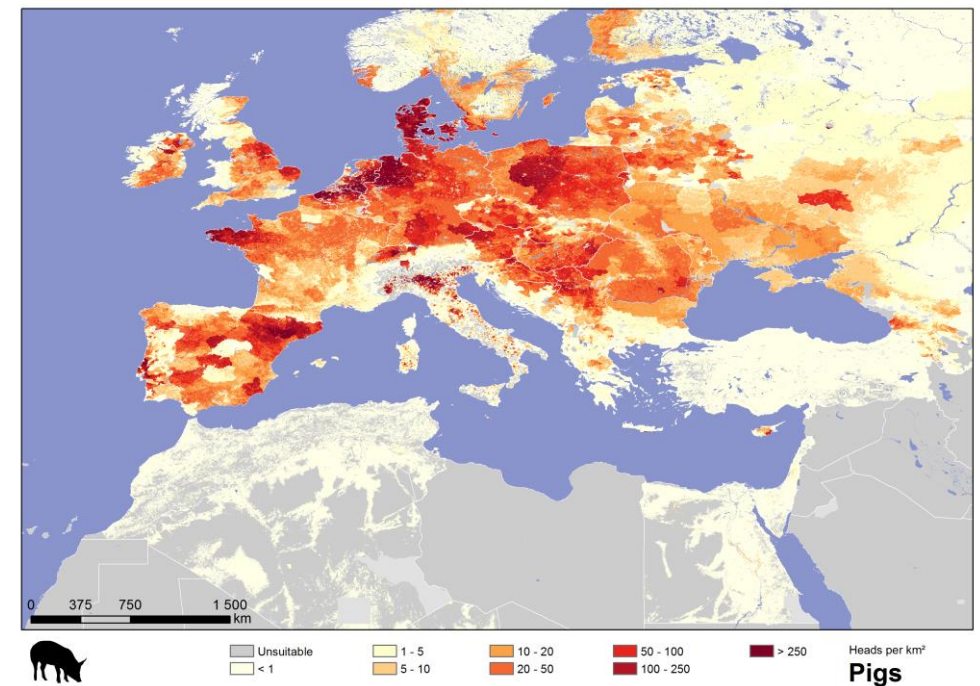 0 375 750 1 500
km
Unsuitable 1 - 5 10 - 20 50 - 100 > 250 Heads per km²
< 1 5 - 10 20 - 50 100 - 250 Pigs